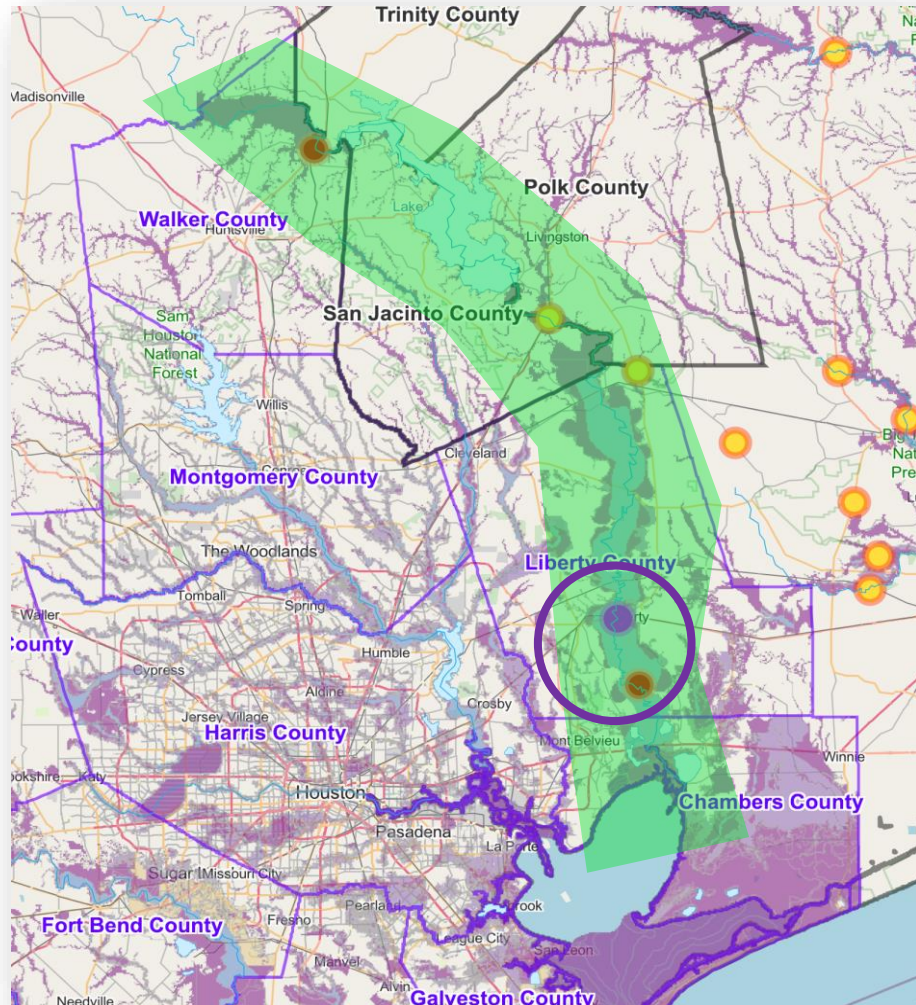 Trinity County
Madisonville
Polk County
Lake
Walker County
Huntsville
Livingston
San Jacinto County
Sam
Houston
National
Forest
Willis
Cleveland
Montgomery County
The Woodlands
Liberty County
Tomball
Spring
Waller
County
Humble
Cypress
Aldine
Crosby
Jersey Village
Harris County
Mont Belvieu
Winnie
Katy
Houston
Chambers County
Pasadena
La Porte
Sugar
Missouri City
Fort Bend County
Fresno
Pearland
League City
San Leon
Manvel
Alvin
Needville
Galveston County